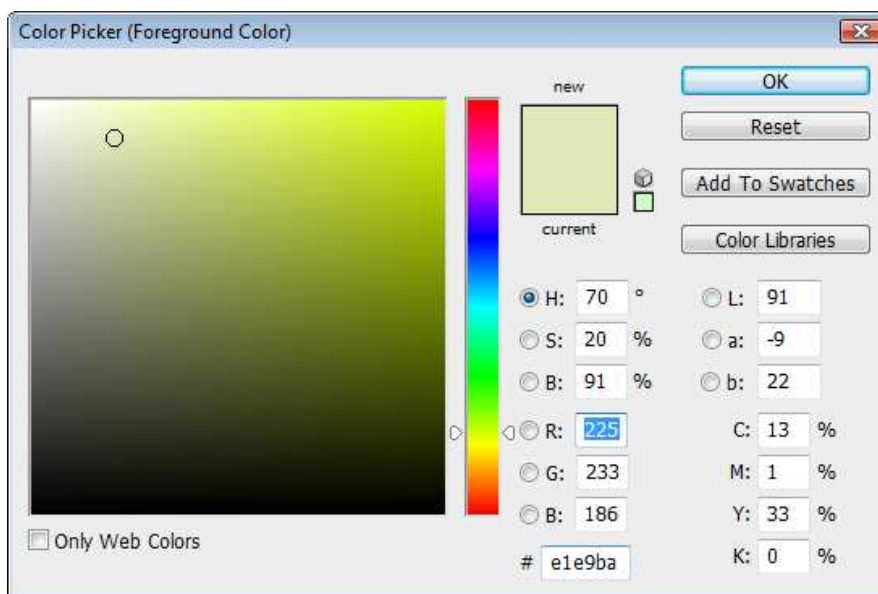 Color Picker (Foreground Color)
new
current
OK
Reset
Add To Swatches
Color Libraries
H: 70 °
S: 20 %
B: 91 %
R: 225
G: 233
B: 186
# e1e9ba
L: 91
a: -9
b: 22
C: 13 %
M: 1 %
Y: 33 %
K: 0 %
Only Web Colors